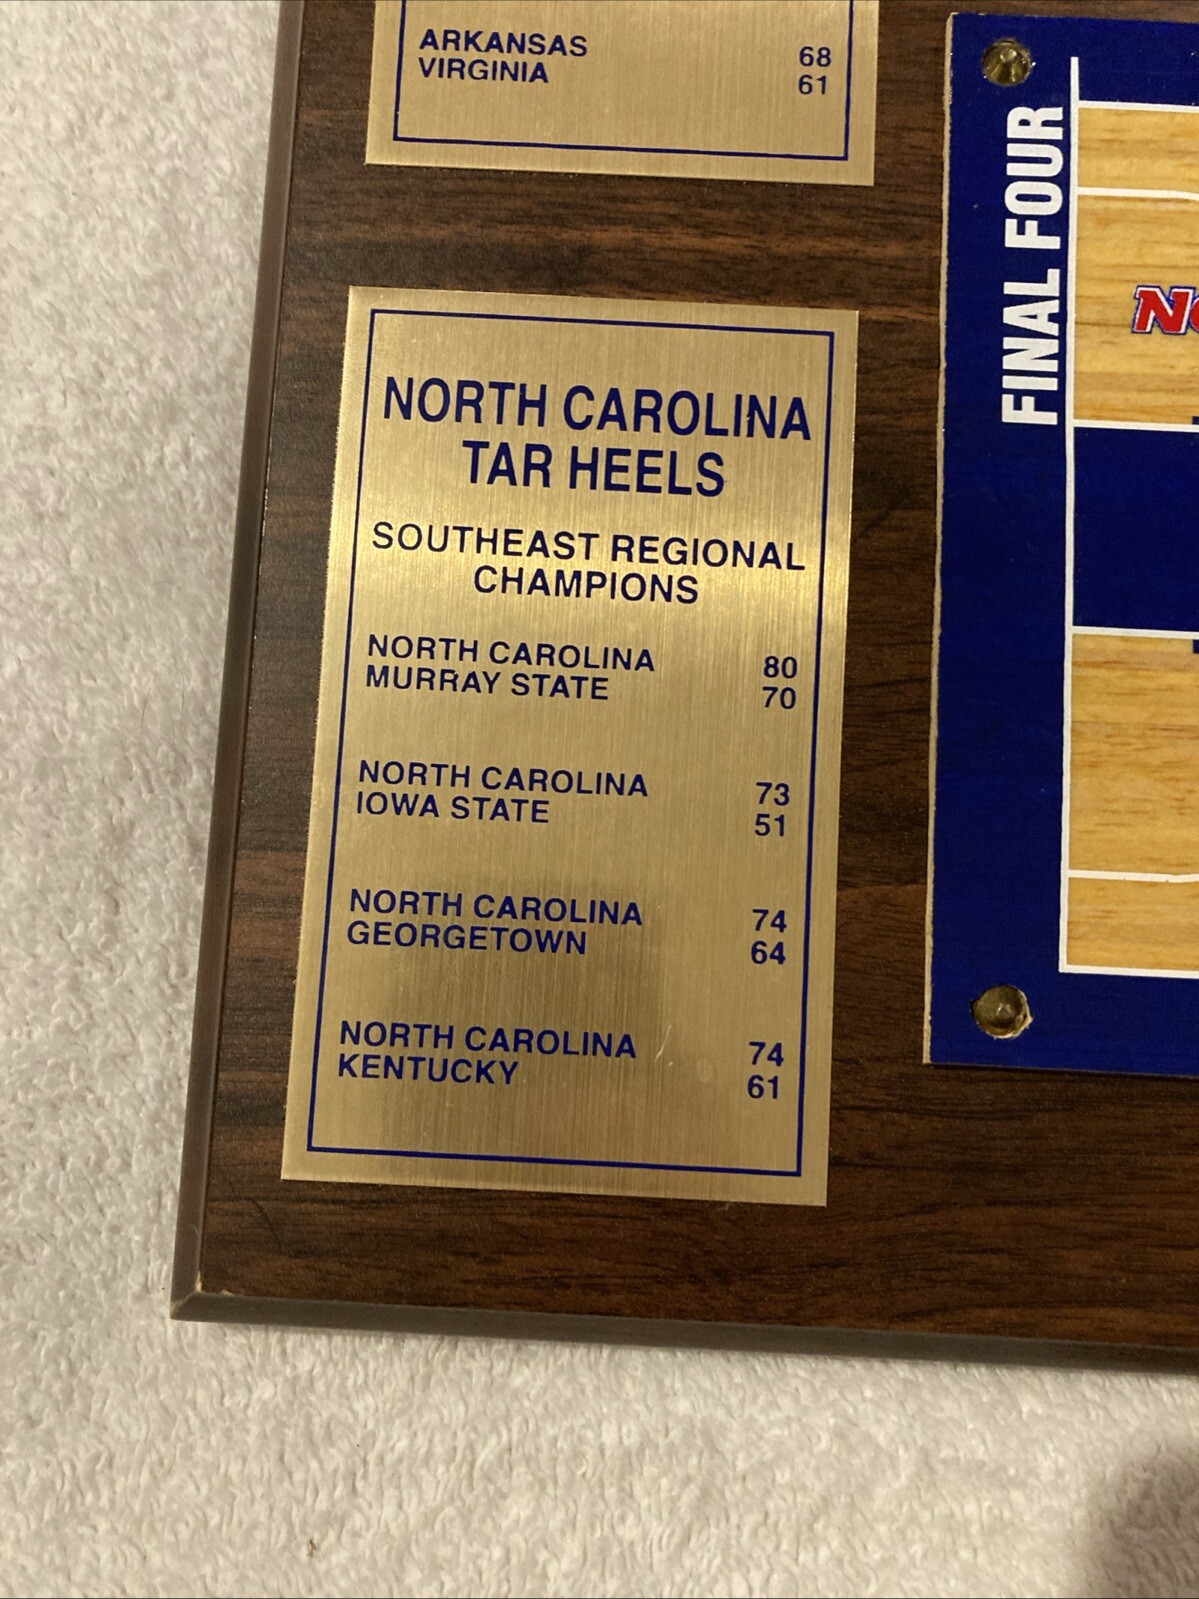 ARKANSAS 68
VIRGINIA 61
NORTH CAROLINA
TAR HEELS
SOUTHEAST REGIONAL
CHAMPIONS
NORTH CAROLINA 80
MURRAY STATE 70
NORTH CAROLINA 73
IOWA STATE 51
NORTH CAROLINA 74
GEORGETOWN 64
NORTH CAROLINA 74
KENTUCKY 61
FINAL FOUR